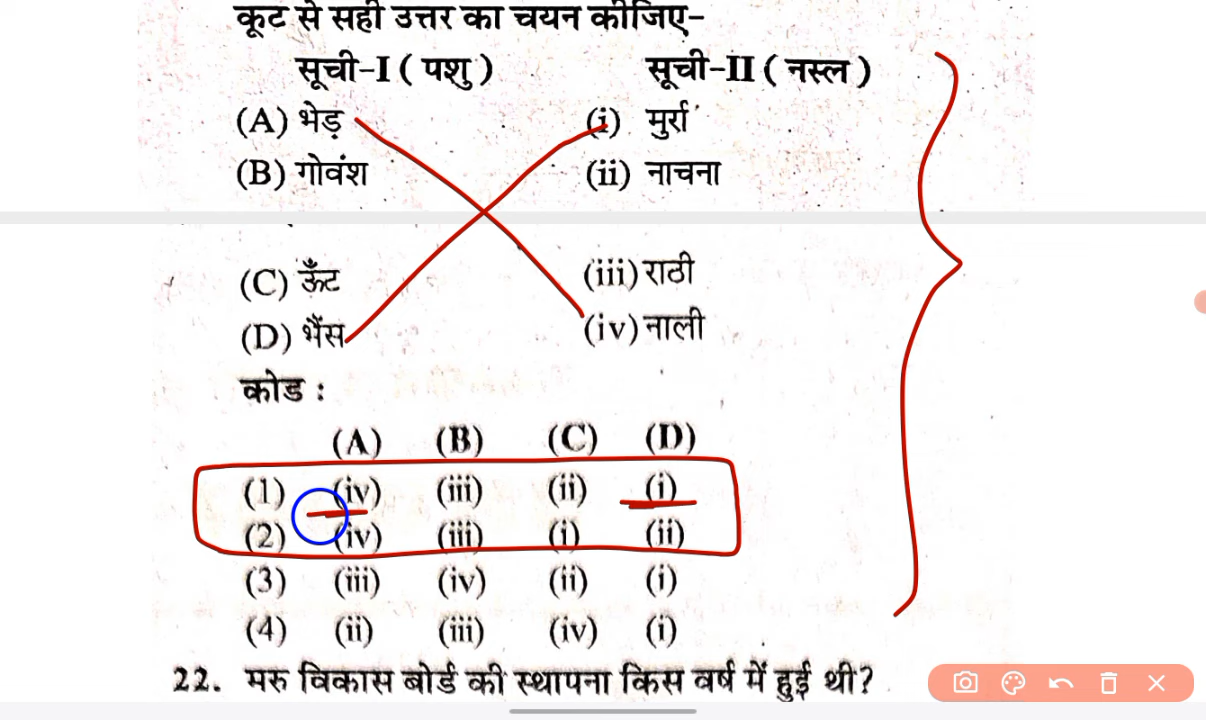 कूट से सही उत्तर का चयन कीजिए-
सूची-I ( पशु ) सूची-II ( नस्ल )
(A) भेड़ (i) मुर्रा
(B) गोवंश (ii) नाचना
(C) ऊँट (iii) राठी
(D) भैंस (iv) नाली
कोड :
(A) (B) (C) (D)
(1) (iv) (iii) (ii) (i)
(2) (iv) (iii) (i) (ii)
(3) (iii) (iv) (ii) (i)
(4) (ii) (iii) (iv) (i)
22. मरु विकास बोर्ड की स्थापना किस वर्ष में हुई थी?